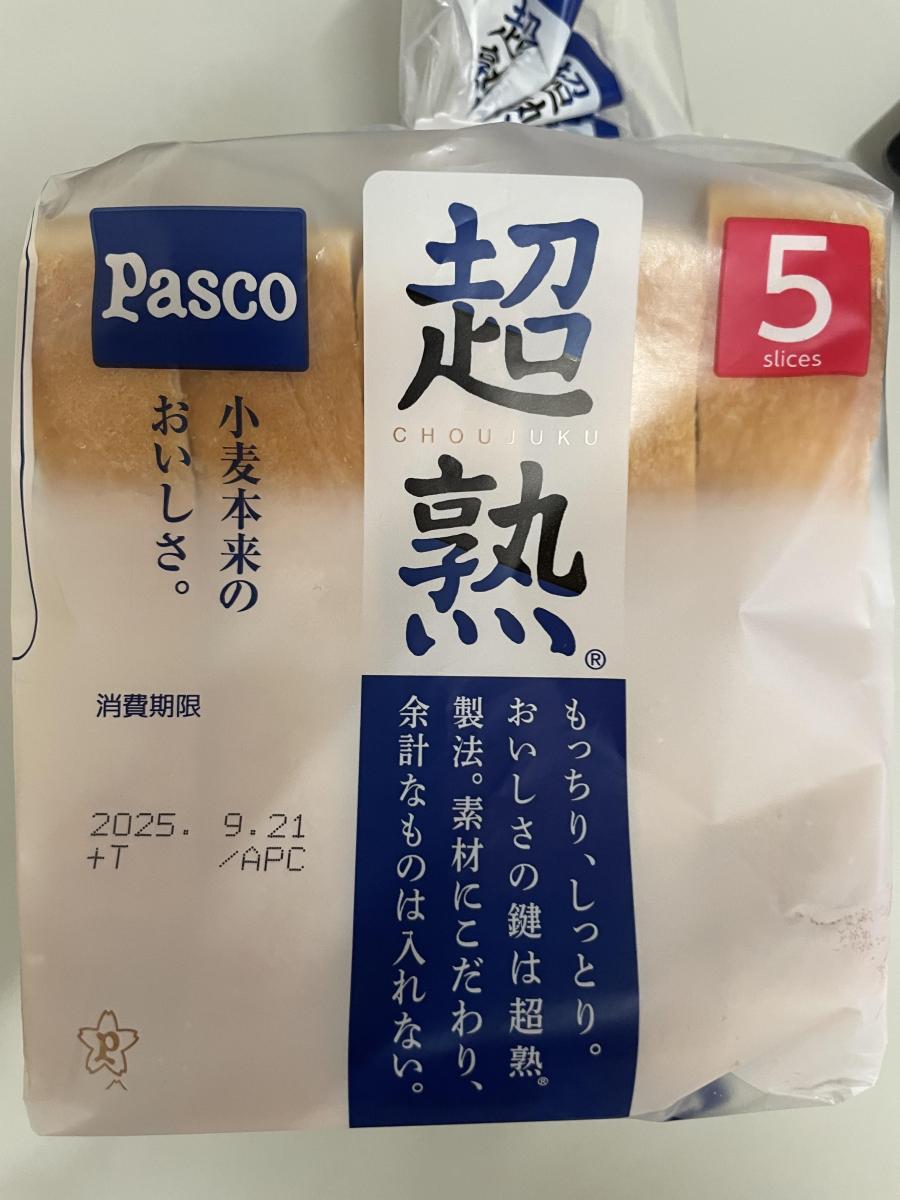 Pasco
超熟
CHOUJUKU
®
5
slices
小麦本来の
おいしさ。
消費期限
2025. 9.21
+T /APC
もっちり、しっとり。
おいしさの鍵は超熟®
製法。素材にこだわり、
余計なものは入れない。
P